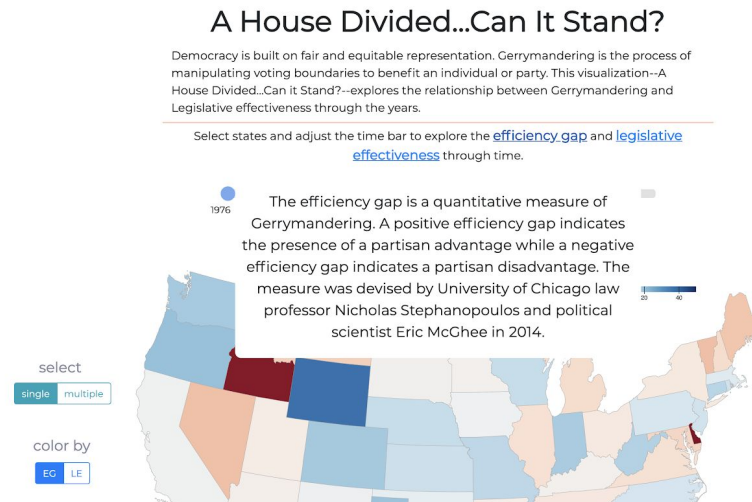 A House Divided...Can It Stand?
Democracy is built on fair and equitable representation. Gerrymandering is the process of
manipulating voting boundaries to benefit an individual or party. This visualization--A
House Divided...Can it Stand?--explores the relationship between Gerrymandering and
Legislative effectiveness through the years.
Select states and adjust the time bar to explore the efficiency gap and legislative
effectiveness through time.
1976
The efficiency gap is a quantitative measure of
Gerrymandering. A positive efficiency gap indicates
the presence of a partisan advantage while a negative
efficiency gap indicates a partisan disadvantage. The
measure was devised by University of Chicago law
professor Nicholas Stephanopoulos and political
scientist Eric McGhee in 2014.
20 40
select
single multiple
color by
EG LE